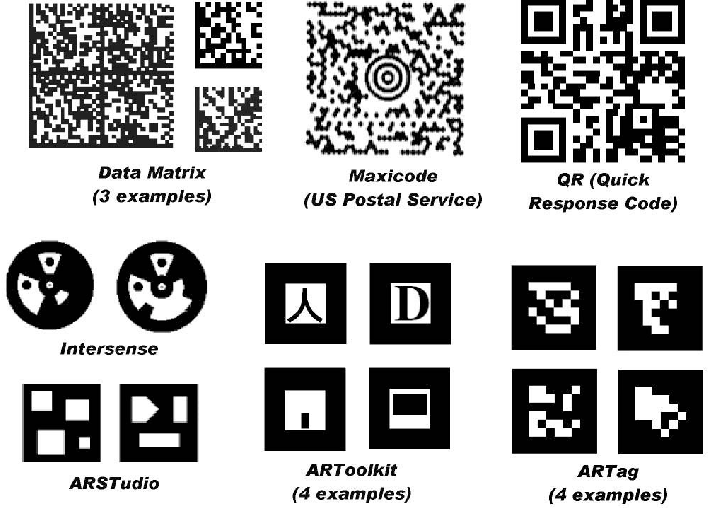 Data Matrix
(3 examples)
Maxicode
(US Postal Service)
QR (Quick
Response Code)
Intersense
人
D
ARSTudio
ARToolkit
(4 examples)
ARTag
(4 examples)